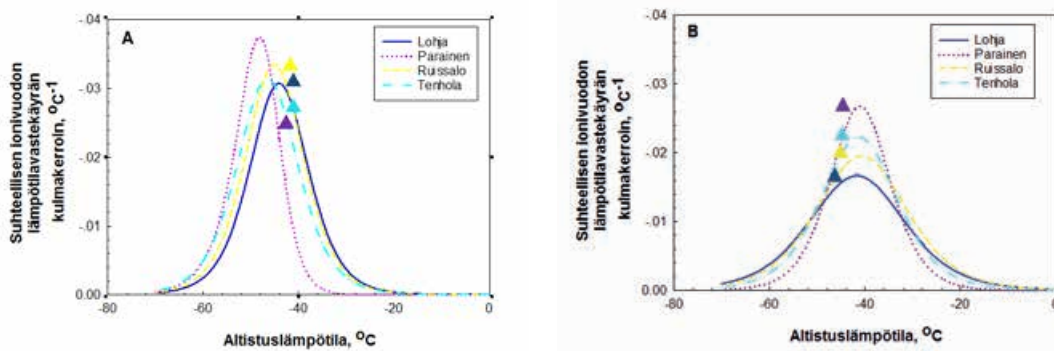 Suhteellisen ionivuodon
lämpötilavastekäyrän
kulmakerroin, °C-1
-.04
-.03
-.02
-.01
0.00
A
Lohja
Parainen
Ruissalo
Tenhola
-80
-60
-40
-20
0
Altistuslämpötila, °C
Suhteellisen ionivuodon
lämpötilavastekäyrän
kulmakerroin, °C-1
-.04
-.03
-.02
-.01
0.00
B
Lohja
Parainen
Ruissalo
Tenhola
-80
-60
-40
-20
0
Altistuslämpötila, °C